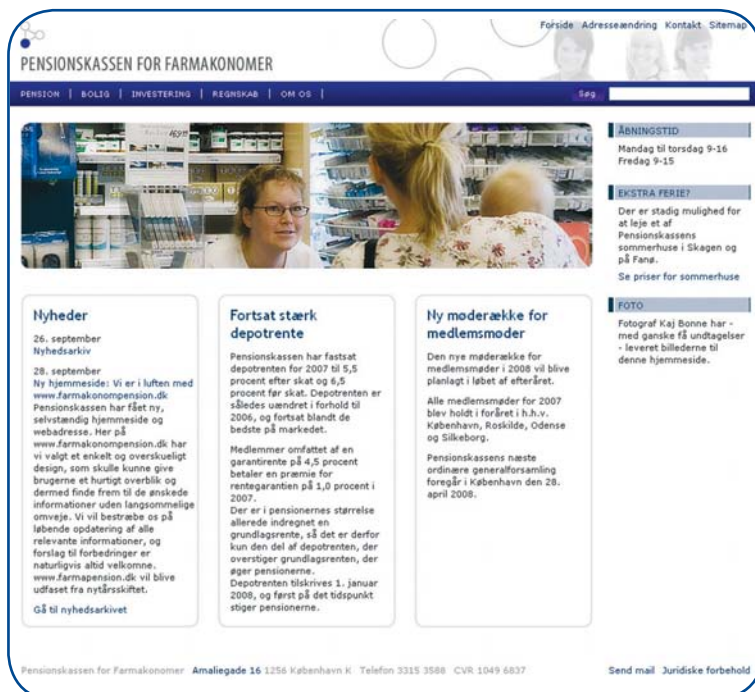 Forside Adresseændring Kontakt Sitemap
PENSIONSKASSEN FOR FARMAKONOMER
PENSION | BOLIG | INVESTERING | REGNSKAB | OM OS |
Søg
Nyheder
26. september
Nyhedsarkiv
28. september
Ny hjemmeside: Vi er i luften med
www.farmakonompension.dk
Pensionskassen har fået ny,
selvstændig hjemmeside og
webadresse. Her på
www.farmakonompension.dk har
vi valgt et enkelt og overskueligt
design, som skulle kunne give
brugerne et hurtigt overblik og
dermed finde frem til de ønskede
informationer uden langsommelige
omveje. Vi vil bestræbe os på
løbende opdatering af alle
relevante informationer, og
forslag til forbedringer er
naturligvis altid velkomne.
www.farmapension.dk vil blive
udfaset fra nytårsskiftet.
Gå til nyhedsarkivet
Fortsat stærk
depotrente
Pensionskassen har fastsat
depotrenten for 2007 til 5,5
procent efter skat og 6,5
procent før skat. Depotrenten er
således uændret i forhold til
2006, og fortsat blandt de
bedste på markedet.
Medlemmer omfattet af en
garantirente på 4,5 procent
betaler en præmie for
rentegarantien på 1,0 procent i
2007.
Der er i pensionernes størrelse
allerede indregnet en
grundlagsrente, så det er derfor
kun den del af depotrenten, der
overstiger grundlagsrenten, der
øger pensionerne.
Depotrenten tilskrives 1. januar
2008, og først på det tidspunkt
stiger pensionerne.
Ny møderække for
medlemsmøder
Den nye møderække for
medlemsmøder i 2008 vil blive
planlagt i løbet af efteråret.
Alle medlemsmøder for 2007
blev holdt i foråret i h.h.v.
København, Roskilde, Odense
og Silkeborg.
Pensionskassens næste
ordinære generalforsamling
foregår i København den 28.
april 2008.
ÅBNINGSTID
Mandag til torsdag 9-16
Fredag 9-15
EKSTRA FERIE?
Der er stadig mulighed for
at leje et af
Pensionskassens
sommerhuse i Skagen og
på Fanø.
Se priser for sommerhuse
FOTO
Fotograf Kaj Bonne har -
med ganske få undtagelser
- leveret billederne til
denne hjemmeside.
Pensionskassen for Farmakonomer Amaliegade 16 1256 København K Telefon 3315 3588 CVR 1049 6837
Send mail Juridiske forbehold